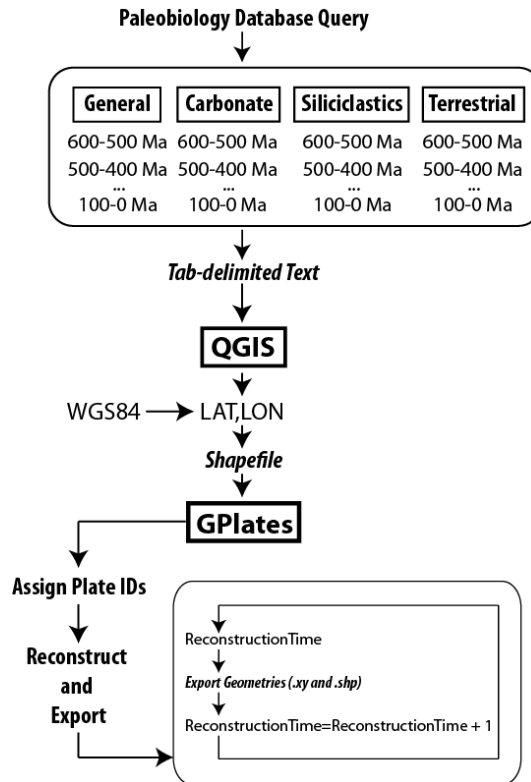 Paleobiology Database Query
General Carbonate Siliciclastics Terrestrial
600-500 Ma 600-500 Ma 600-500 Ma 600-500 Ma
500-400 Ma 500-400 Ma 500-400 Ma 500-400 Ma
... ... ... ...
100-0 Ma 100-0 Ma 100-0 Ma 100-0 Ma
Tab-delimited Text
QGIS
WGS84 LAT,LON
Shapefile
GPlates
Assign Plate IDs
Reconstruct
and
Export
ReconstructionTime
Export Geometries (.xy and .shp)
ReconstructionTime=ReconstructionTime + 1